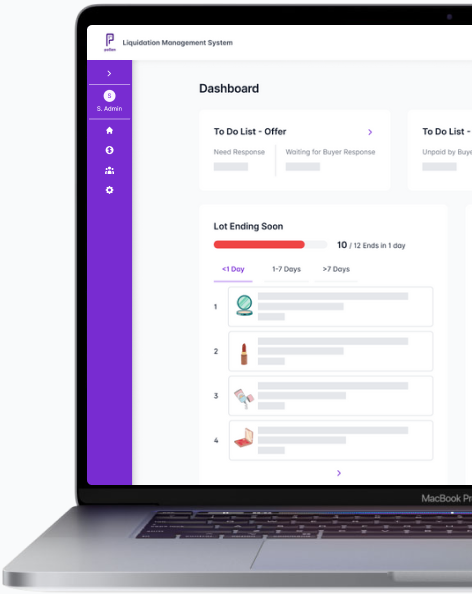 Liquidation Management System
S
S. Admin
Dashboard
To Do List - Offer
Need Response
Waiting for Buyer Response
To Do List -
Unpaid by Buye
Lot Ending Soon
10 / 12 Ends in 1 day
<1 Day
1-7 Days
>7 Days
1
2
3
4
MacBook Pr